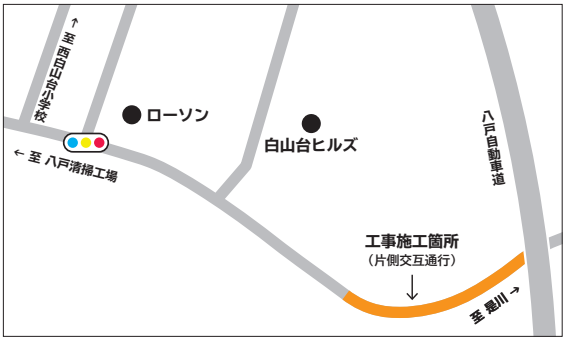 ↑ 至 西白山台小学校
ローソン
← 至 八戸清掃工場
白山台ヒルズ
八戸自動車道
工事施工箇所
（片側交互通行）
至 是川 →